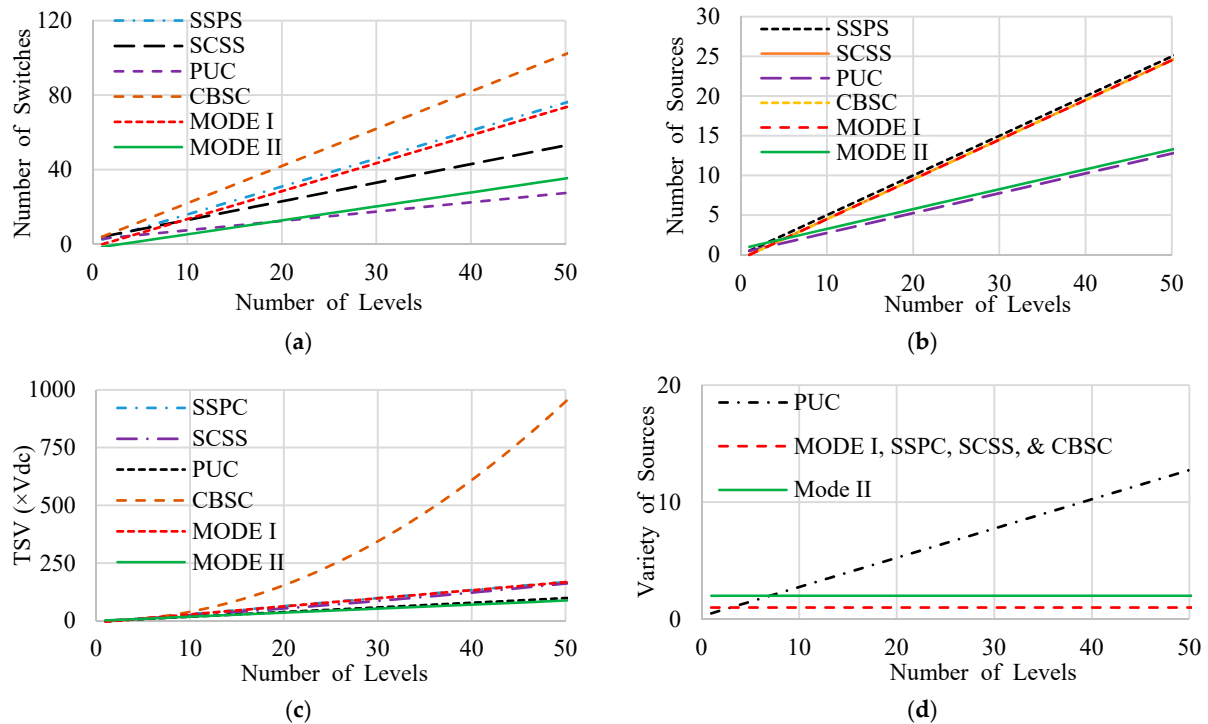 120
80
40
0
Number of Switches
SSPS
SCSS
PUC
CBSC
MODE I
MODE II
0 10 20 30 40 50
Number of Levels
(a)
30
25
20
15
10
5
0
Number of Sources
SSPS
SCSS
PUC
CBSC
MODE I
MODE II
0 10 20 30 40 50
Number of Levels
(b)
1000
750
500
250
0
TSV (×Vdc)
SSPC
SCSS
PUC
CBSC
MODE I
MODE II
0 10 20 30 40 50
Number of Levels
(c)
20
10
0
Variety of Sources
PUC
MODE I, SSPC, SCSS, & CBSC
Mode II
0 10 20 30 40 50
Number of Levels
(d)